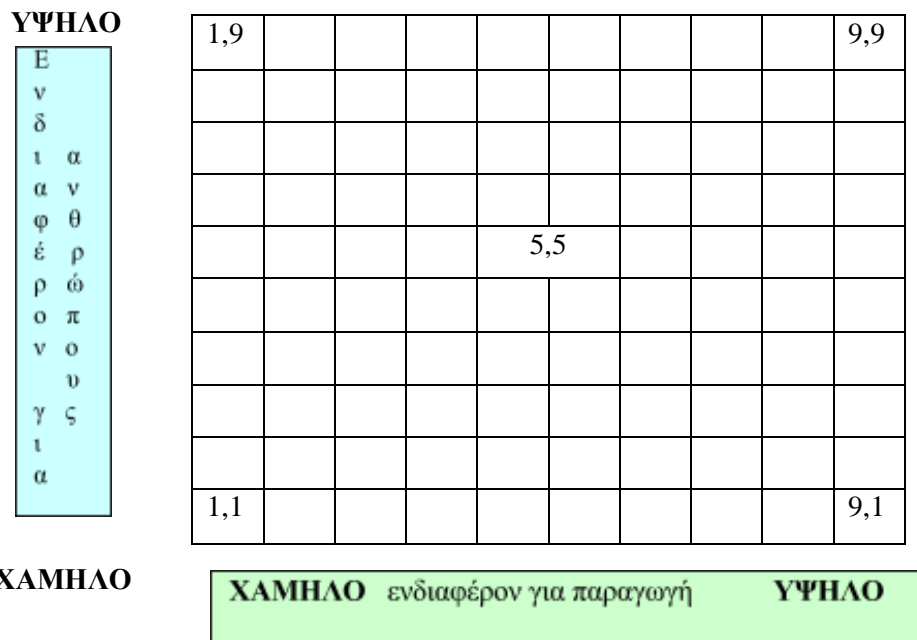 ΥΨΗΛΟ
Ενδιαφέρον για
ανθρώπους
1,9 9,9
5,5
1,1 9,1
ΧΑΜΗΛΟ
ΧΑΜΗΛΟ ενδιαφέρον για παραγωγή ΥΨΗΛΟ